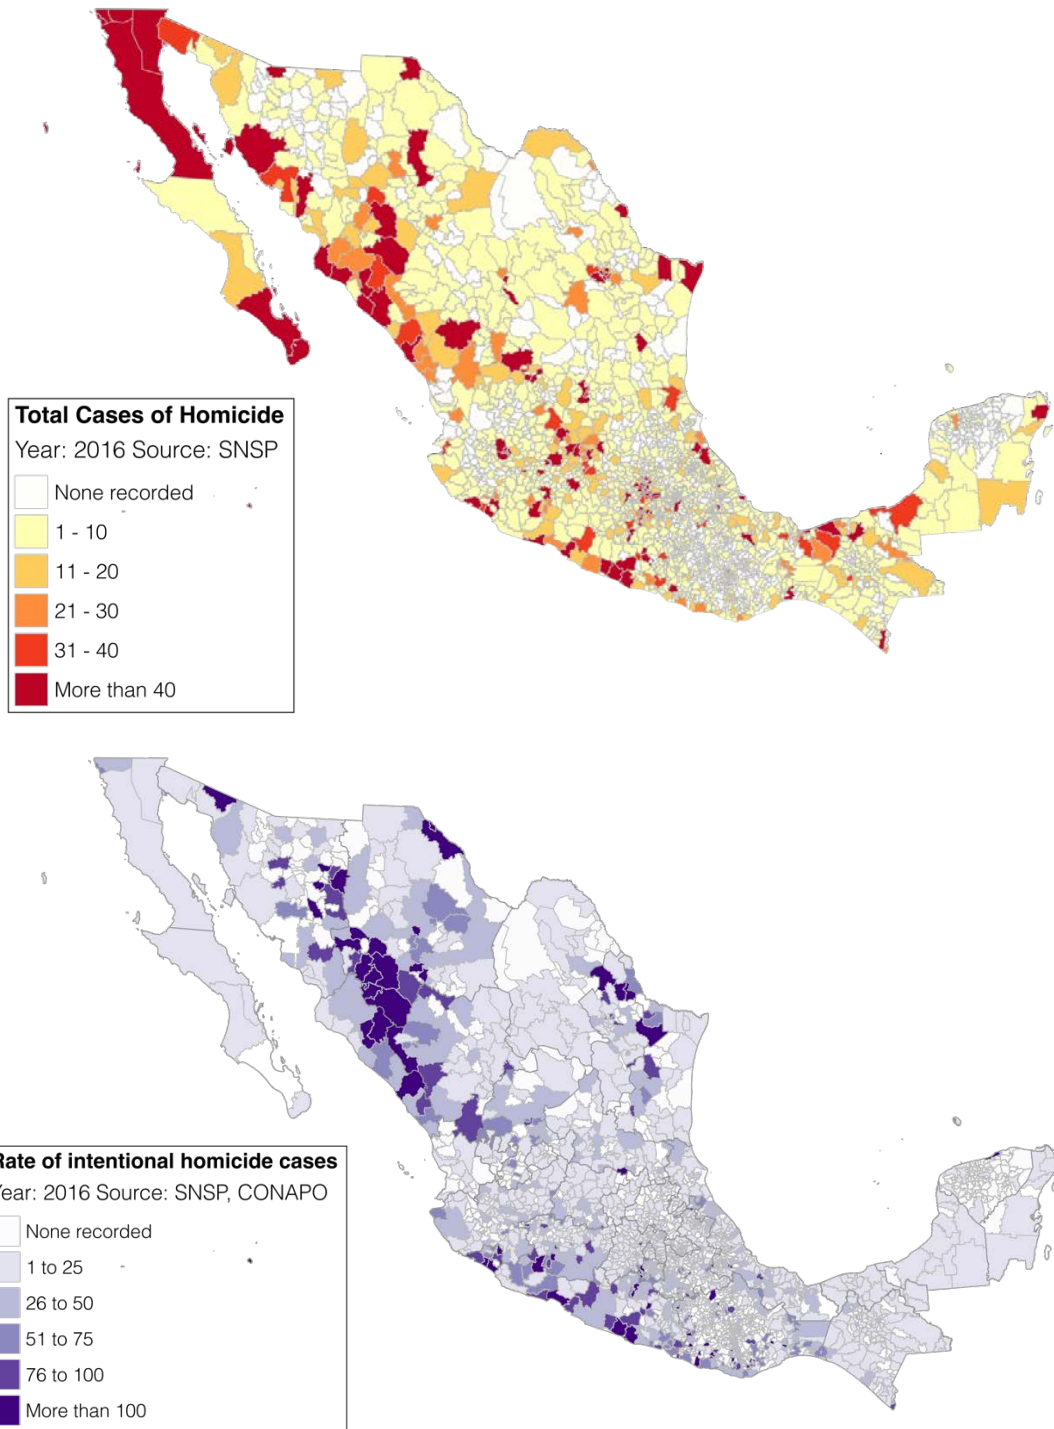 Total Cases of Homicide
Year: 2016 Source: SNSP
None recorded
1 - 10
11 - 20
21 - 30
31 - 40
More than 40
Rate of intentional homicide cases
Year: 2016 Source: SNSP, CONAPO
None recorded
1 to 25
26 to 50
51 to 75
76 to 100
More than 100